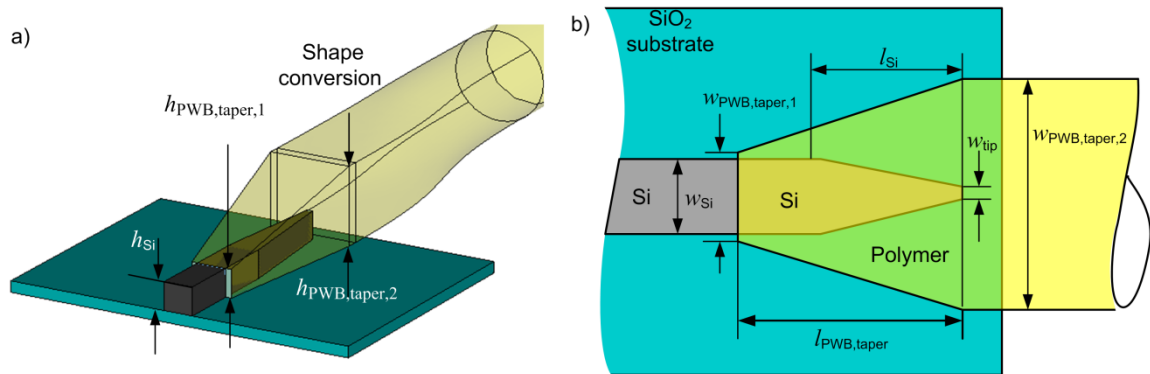 a)
Shape
conversion
hPWB,taper,1
hSi
hPWB,taper,2
b)
SiO2
substrate
lSi
wPWB,taper,1
wtip
wPWB,taper,2
Si
wSi
Si
Polymer
lPWB,taper